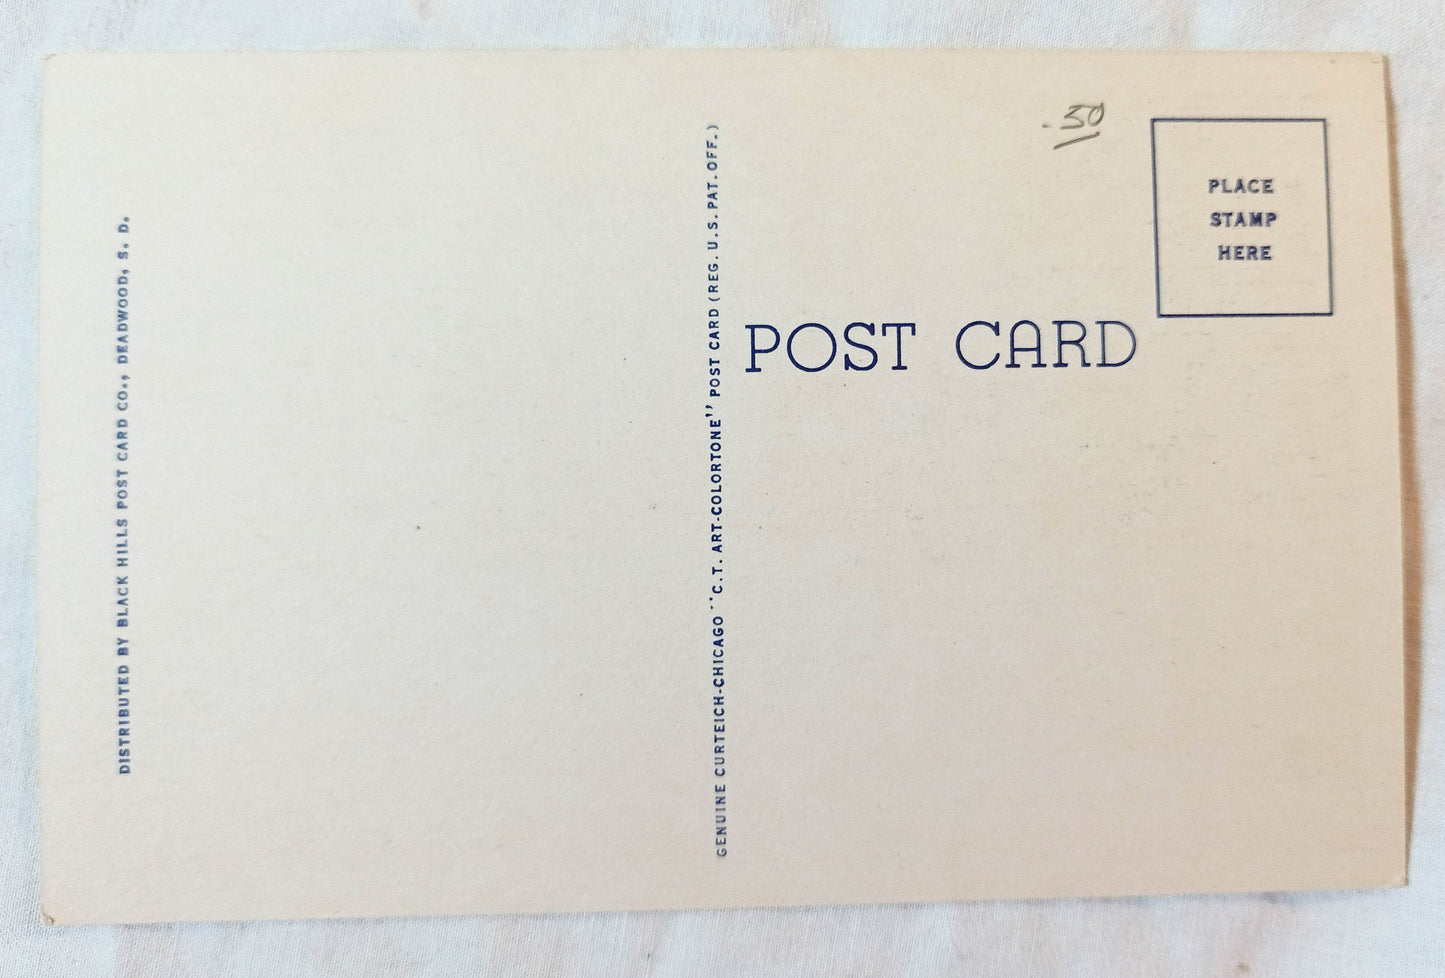 DISTRIBUTED BY BLACK HILLS POST CARD CO., DEADWOOD, S. D.
GENUINE CURTEICH-CHICAGO "C.T. ART-COLORTONE" POST CARD (REG. U.S. PAT. OFF.)
.50
PLACE
STAMP
HERE
POST CARD